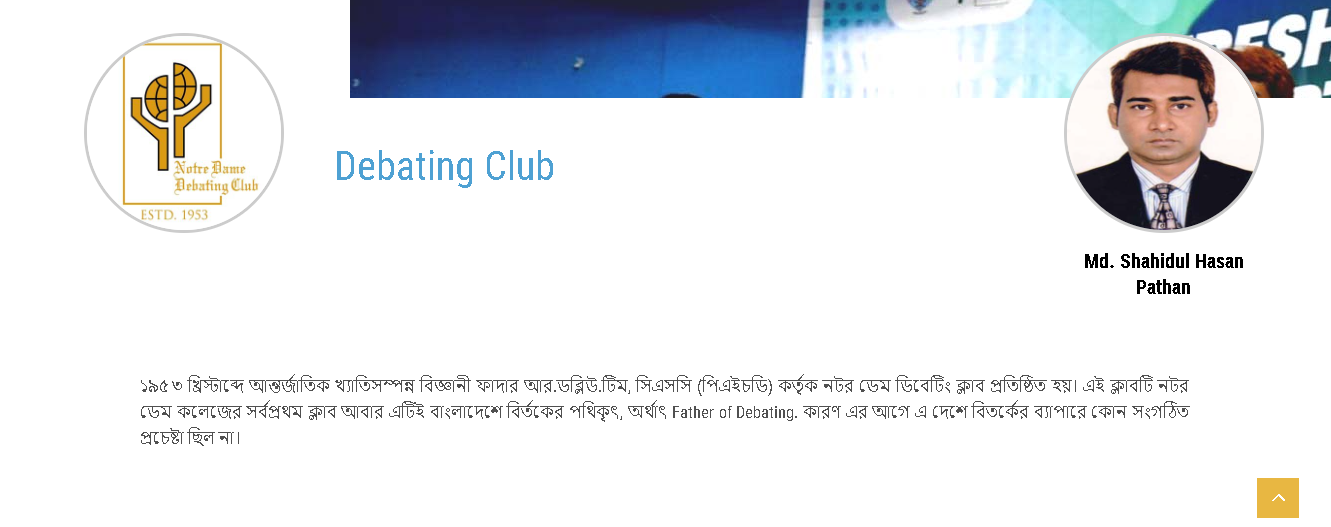 RESH
Notre Dame
Debating Club
ESTD. 1953
Debating Club
Md. Shahidul Hasan
Pathan
১৯৫৩ খ্রিস্টাব্দে আন্তর্জাতিক খ্যাতিসম্পন্ন বিজ্ঞানী ফাদার আর.ডব্লিউ.টিম, সিএসসি (পিএইচডি) কর্তৃক নটর ডেম ডিবেটিং ক্লাব প্রতিষ্ঠিত হয়। এই ক্লাবটি নটর
ডেম কলেজের সর্বপ্রথম ক্লাব আবার এটিই বাংলাদেশে বির্তকের পথিকৃৎ, অর্থাৎ Father of Debating. কারণ এর আগে এ দেশে বিতর্কের ব্যাপারে কোন সংগঠিত
প্রচেষ্টা ছিল না।